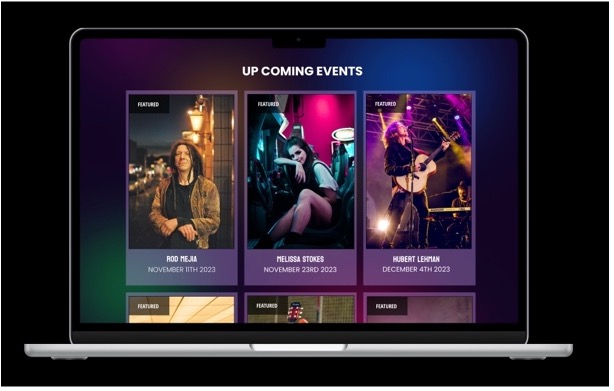 UP COMING EVENTS
FEATURED FEATURED FEATURED
ROD MEJIA MELISSA STOKES HUBERT LEHMAN
NOVEMBER 11TH 2023 NOVEMBER 23RD 2023 DECEMBER 4TH 2023
FEATURED FEATURED FEATURED